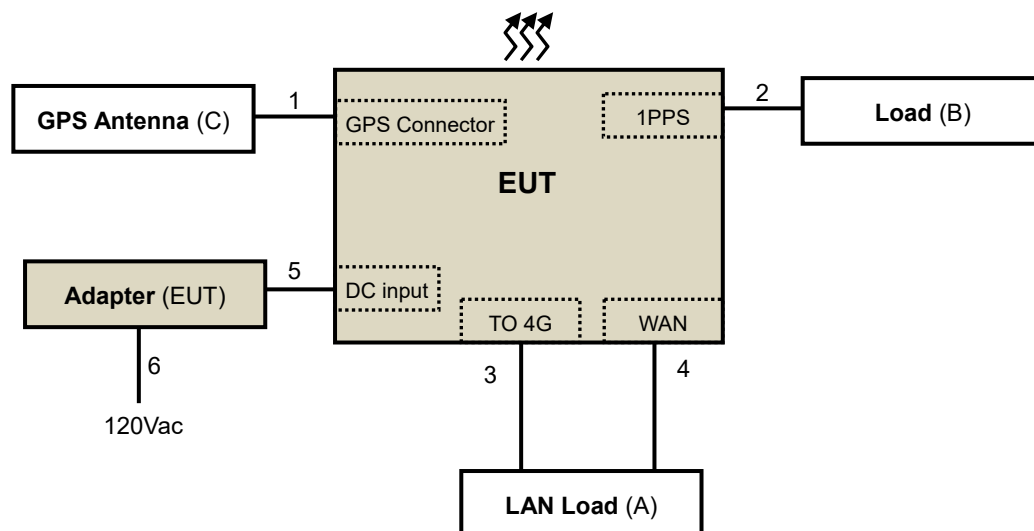 1
2
GPS Antenna (C)
GPS Connector
1PPS
Load (B)
EUT
5
Adapter (EUT)
DC input
TO 4G
WAN
6
3
4
120Vac
LAN Load (A)